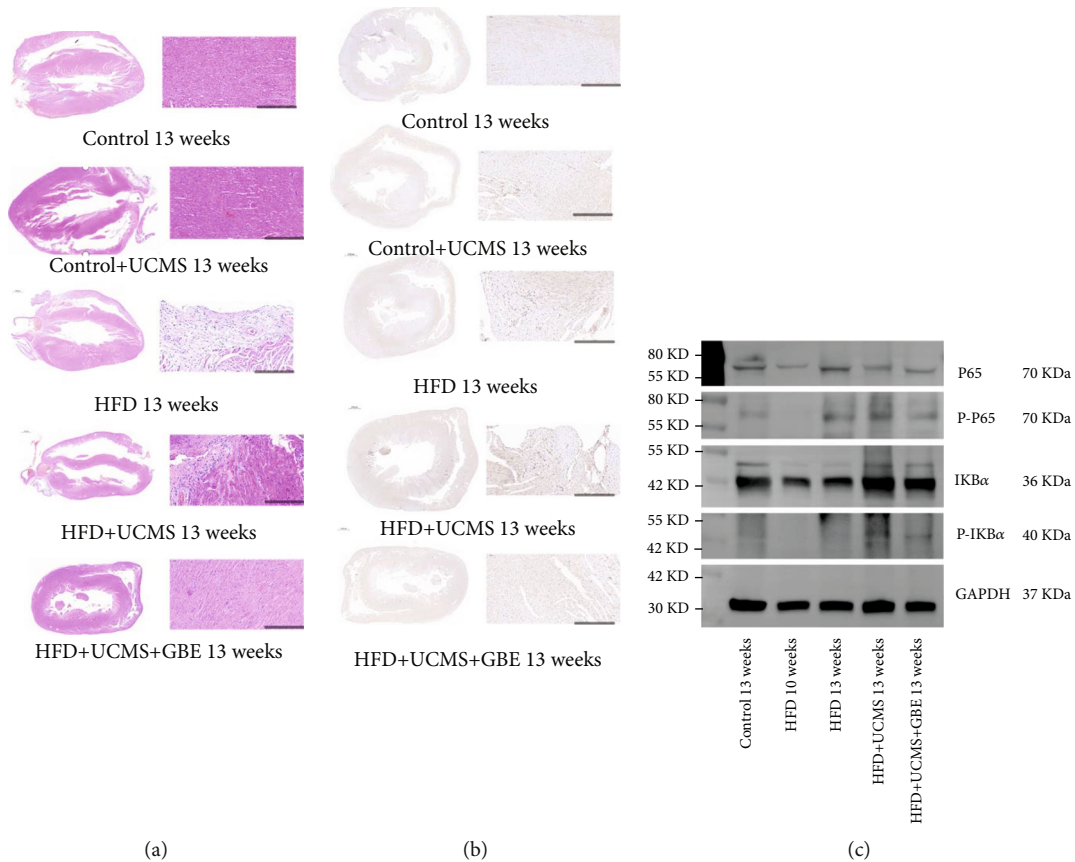 Control 13 weeks
Control+UCMS 13 weeks
HFD 13 weeks
HFD+UCMS 13 weeks
HFD+UCMS+GBE 13 weeks
(a)
Control 13 weeks
Control+UCMS 13 weeks
HFD 13 weeks
HFD+UCMS 13 weeks
HFD+UCMS+GBE 13 weeks
(b)
80 KD
55 KD
P65 70 KDa
80 KD
55 KD
P-P65 70 KDa
55 KD
42 KD
IKBα 36 KDa
55 KD
42 KD
P-IKBα 40 KDa
42 KD
30 KD
GAPDH 37 KDa
Control 13 weeks
HFD 10 weeks
HFD 13 weeks
HFD+UCMS 13 weeks
HFD+UCMS+GBE 13 weeks
(c)